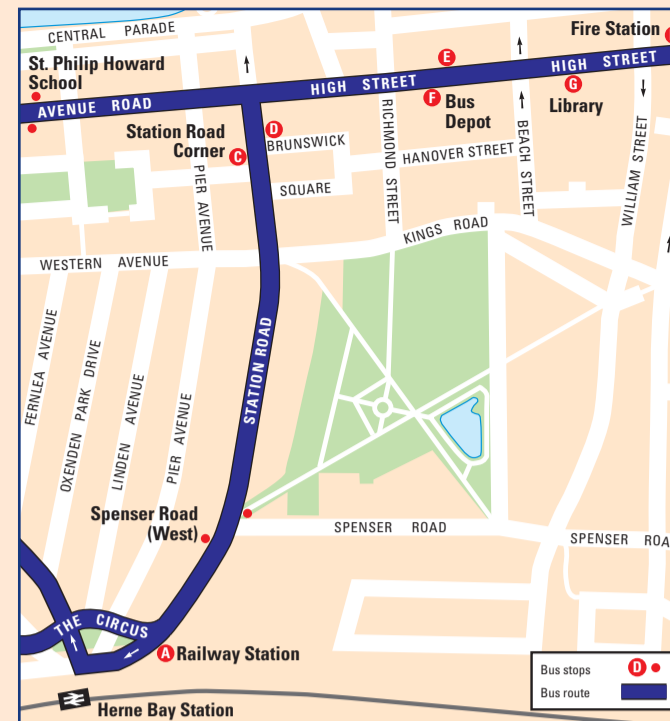 CENTRAL PARADE
Fire Station
St. Philip Howard
School
E
HIGH STREET
G
HIGH STREET
AVENUE ROAD
F
Bus
Depot
Library
Station Road
Corner
C
D
BRUNSWICK
SQUARE
RICHMOND STREET
HANOVER STREET
BEACH STREET
WILLIAM STREET
PIER AVENUE
KINGS ROAD
WESTERN AVENUE
STATION ROAD
FERNLEA AVENUE
OXENDEN PARK DRIVE
LINDEN AVENUE
PIER AVENUE
Spenser Road
(West)
SPENSER ROAD
SPENSER ROA
THE CIRCUS
A
Railway Station
Herne Bay Station
Bus stops
D
Bus route